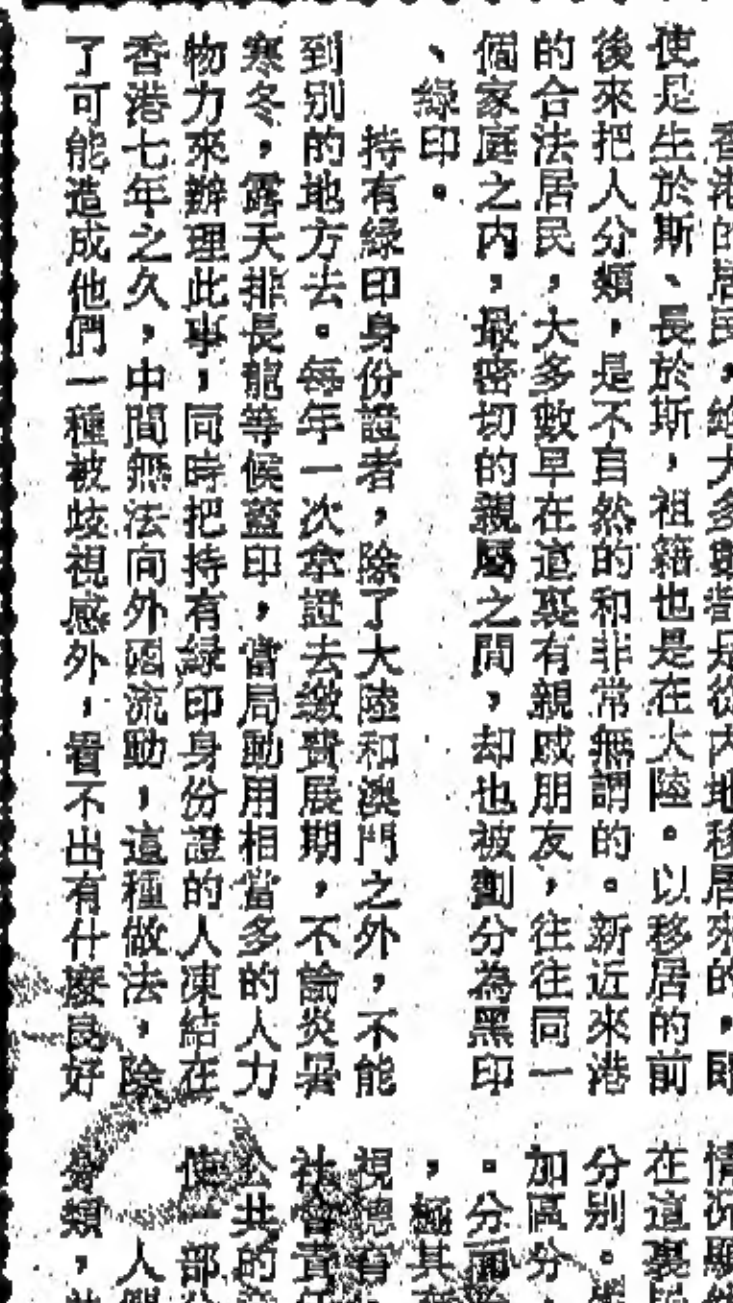 香港的居民，絕大多數都是從內地移居來的，即
使是生於斯、長於斯，祖籍也是在大陸。以移居的前
後來把人分類，是不自然的和非常無謂的。新近來港
的合法居民，大多數早在這裏有親戚朋友，往往同一
個家庭之內，最密切的親屬之間，却也被劃分為黑印
、綠印。
持有綠印身份證者，除了大陸和澳門之外，不能
到別的地方去。每年一次拿證去繳費展期，不論炎暑
寒冬，露天排長龍等候蓋印，當局動用相當多的人力
物力來辦理此事，同時把持有綠印身份證的人凍結在
香港七年之久，中間無法向外國流動，這種做法，除
了可能造成他們一種被歧視感外，看不出有什麼良好
情況顯
在這裏
分別。
加區分
。分
，極其
視
社會責
公共的
使一部分
人們
分類，